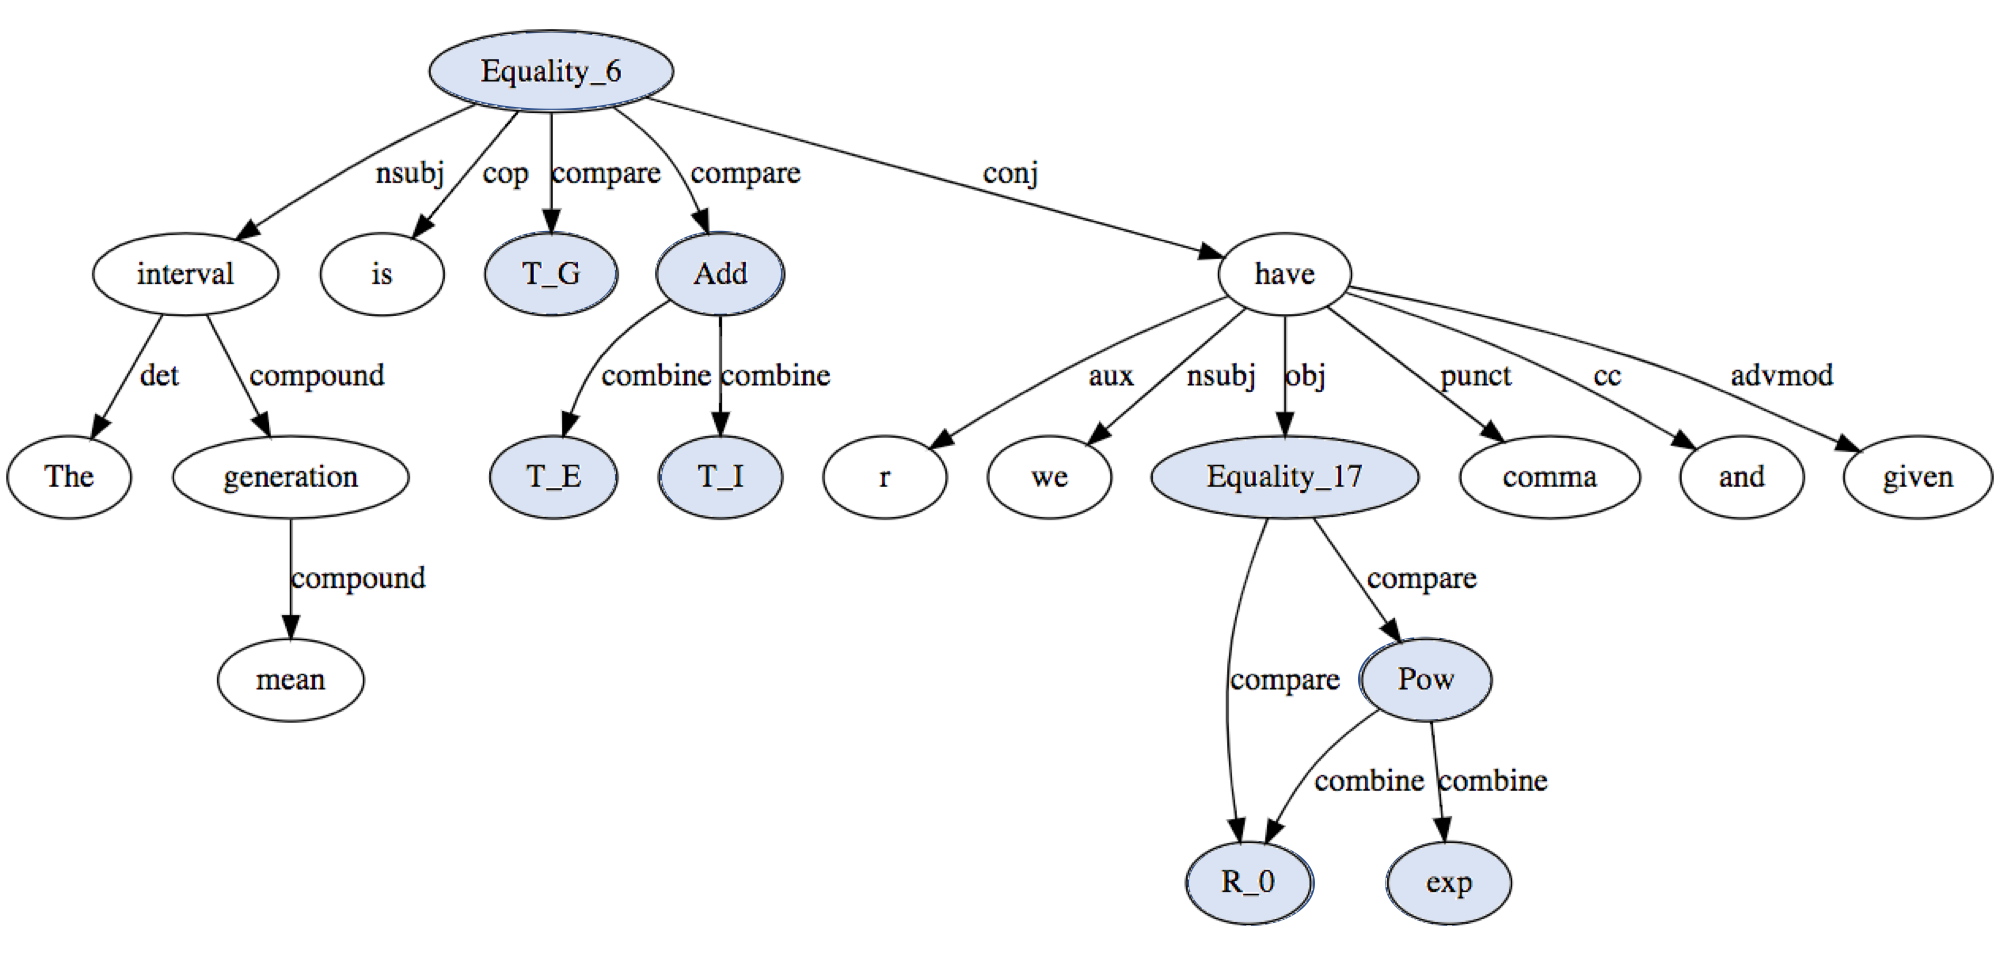 Equality_6
nsubj cop compare compare conj
interval is T_G Add have
det compound combine combine aux nsubj obj punct cc advmod
The generation T_E T_I r we Equality_17 comma and given
compound compare
mean compare Pow
combine combine
R_0 exp